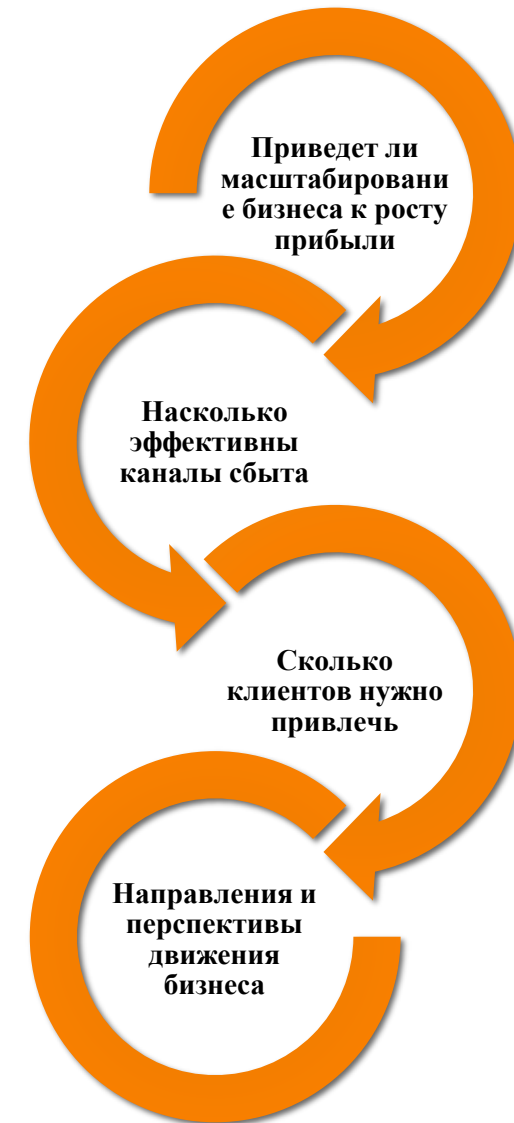 Приведет ли
масштабировани
е бизнеса к росту
прибыли
Насколько
эффективны
каналы сбыта
Сколько
клиентов нужно
привлечь
Направления и
перспективы
движения
бизнеса